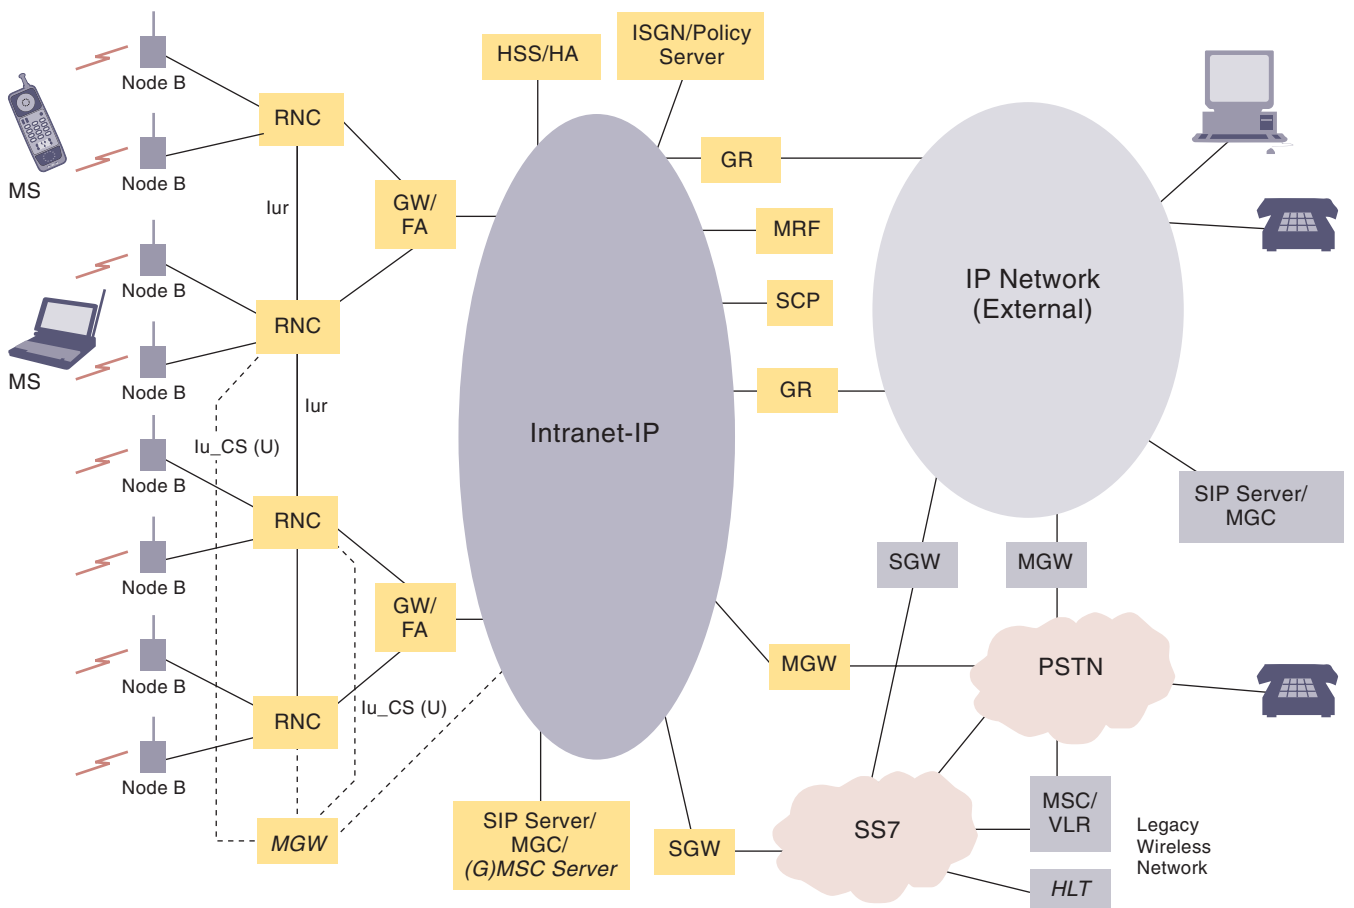 HSS/HA
ISGN/Policy
Server
Node B
RNC
GR
Node B
MS
Iur
GW/
FA
MRF
Node B
IP Network
(External)
SCP
RNC
Node B
MS
GR
Iur
Intranet-IP
Iu_CS (U)
Node B
SIP Server/
MGC
RNC
SGW
MGW
Node B
GW/
FA
MGW
PSTN
Node B
Iu_CS (U)
RNC
Node B
MSC/
VLR
Legacy
Wireless
Network
SIP Server/
MGC/
(G)MSC Server
SS7
MGW
SGW
HLT